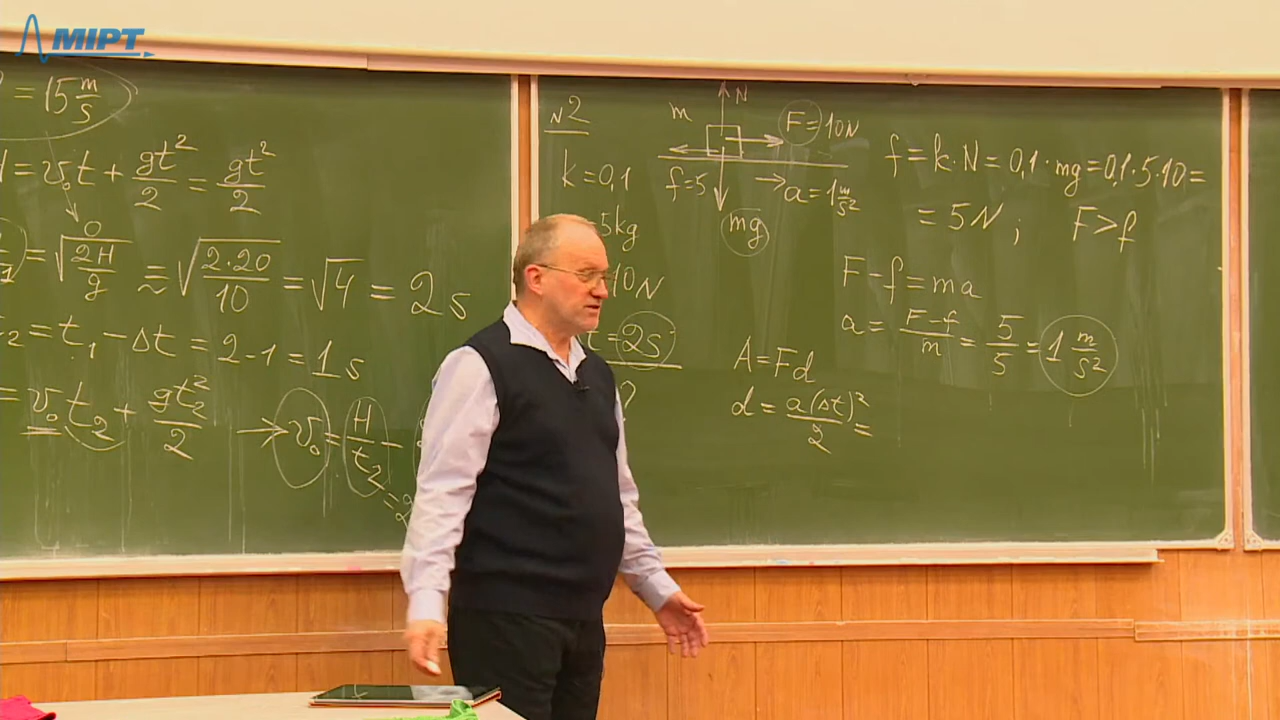 MIPT
= 15 m/s
H = v₀t + gt²/2 = gt²/2
0
= √(2H/g) ≈ √(2·20/10) = √4 = 2s
₂ = t₁ - Δt = 2-1 = 1s
= v₀t₂ + gt₂²/2 → v₀ = H/t₂ -
N2
k=0,1
5kg
10N
t = 2s
?
m
N
F = 10N
f=5
→ a = 1 m/s²
mg
f = k·N = 0,1·mg = 0,1·5·10 =
= 5N ; F>f
F - f = ma
a = F-f/m = 5/5 = 1 m/s²
A = Fd
d = a(Δt)²/2 =